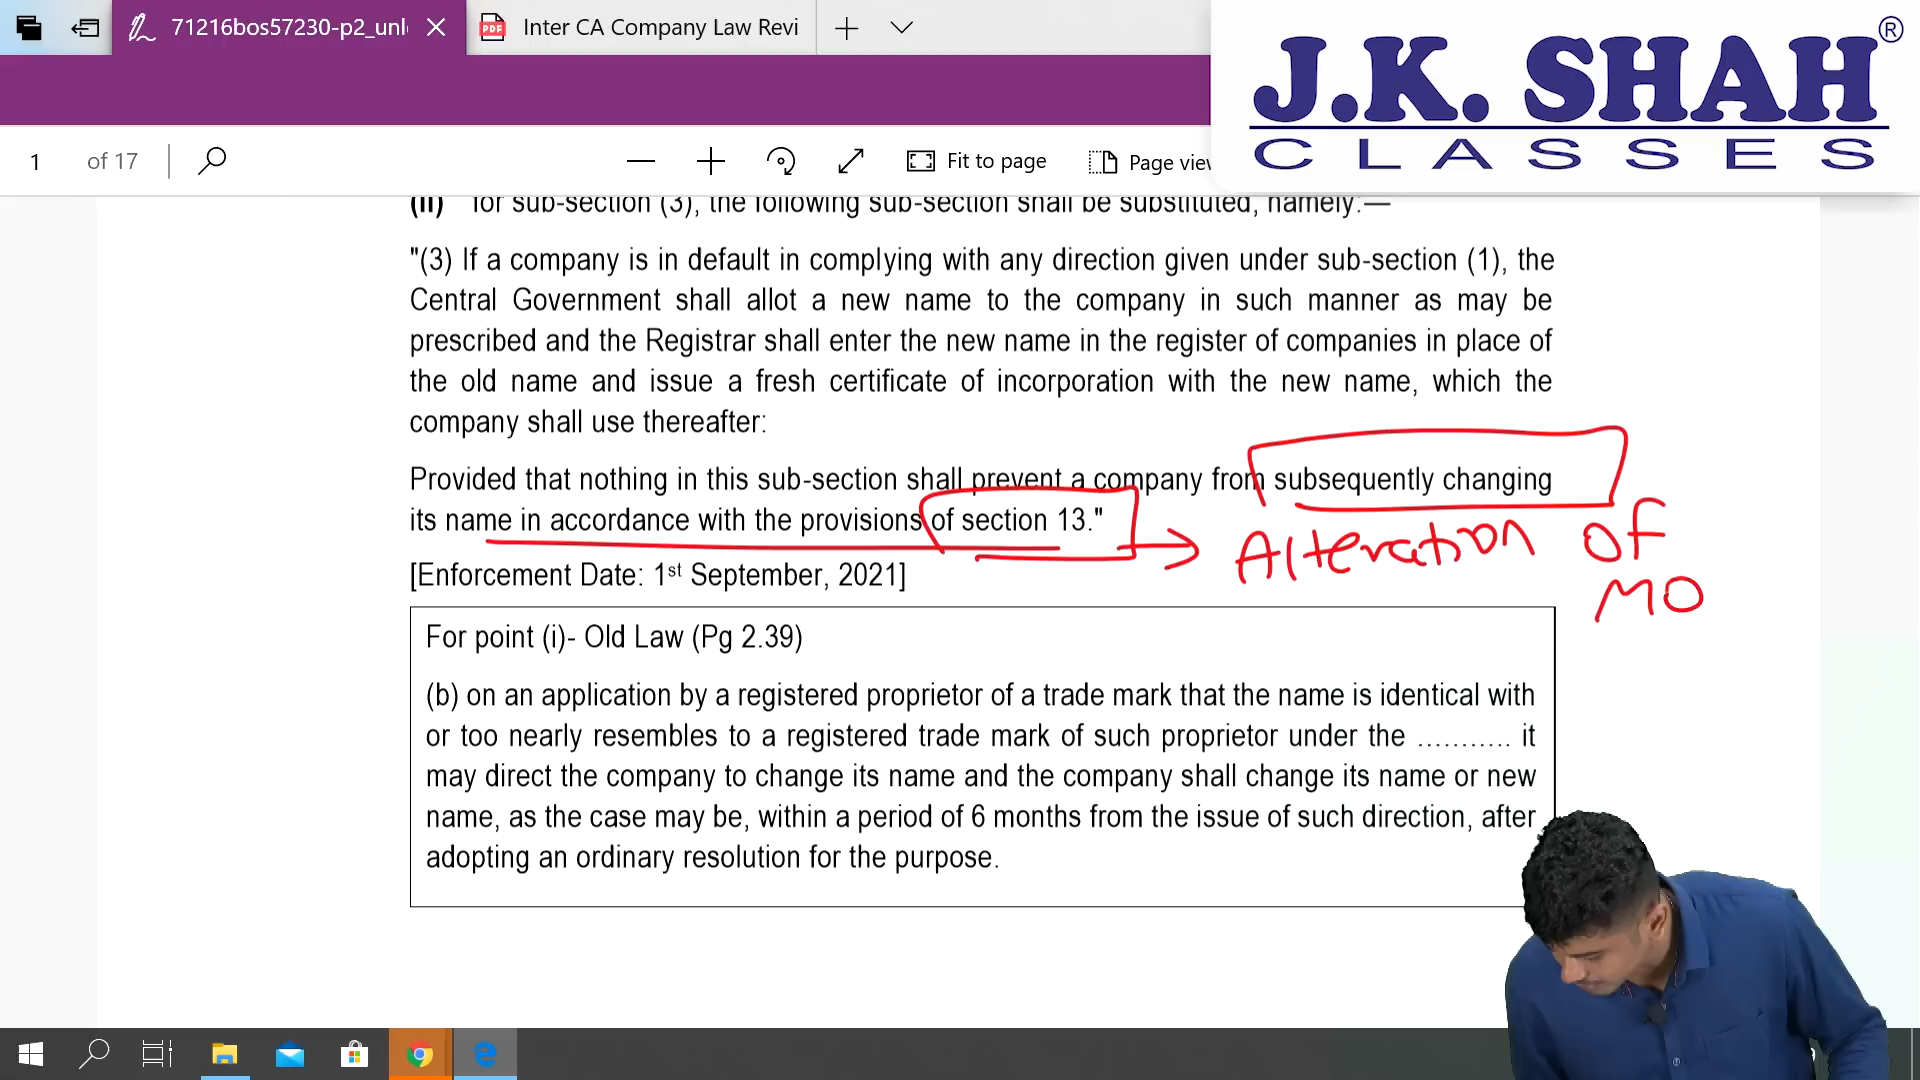 71216bos57230-p2_unl
Inter CA Company Law Revi
J.K. SHAH®
CLASSES
1 of 17
Fit to page
Page view
(ii) for sub-section (3), the following sub-section shall be substituted, namely:—
"(3) If a company is in default in complying with any direction given under sub-section (1), the
Central Government shall allot a new name to the company in such manner as may be
prescribed and the Registrar shall enter the new name in the register of companies in place of
the old name and issue a fresh certificate of incorporation with the new name, which the
company shall use thereafter:
Provided that nothing in this sub-section shall prevent a company from subsequently changing
its name in accordance with the provisions of section 13."
Alteration of
MO
[Enforcement Date: 1st September, 2021]
For point (i)- Old Law (Pg 2.39)
(b) on an application by a registered proprietor of a trade mark that the name is identical with
or too nearly resembles to a registered trade mark of such proprietor under the ……….. it
may direct the company to change its name and the company shall change its name or new
name, as the case may be, within a period of 6 months from the issue of such direction, after
adopting an ordinary resolution for the purpose.